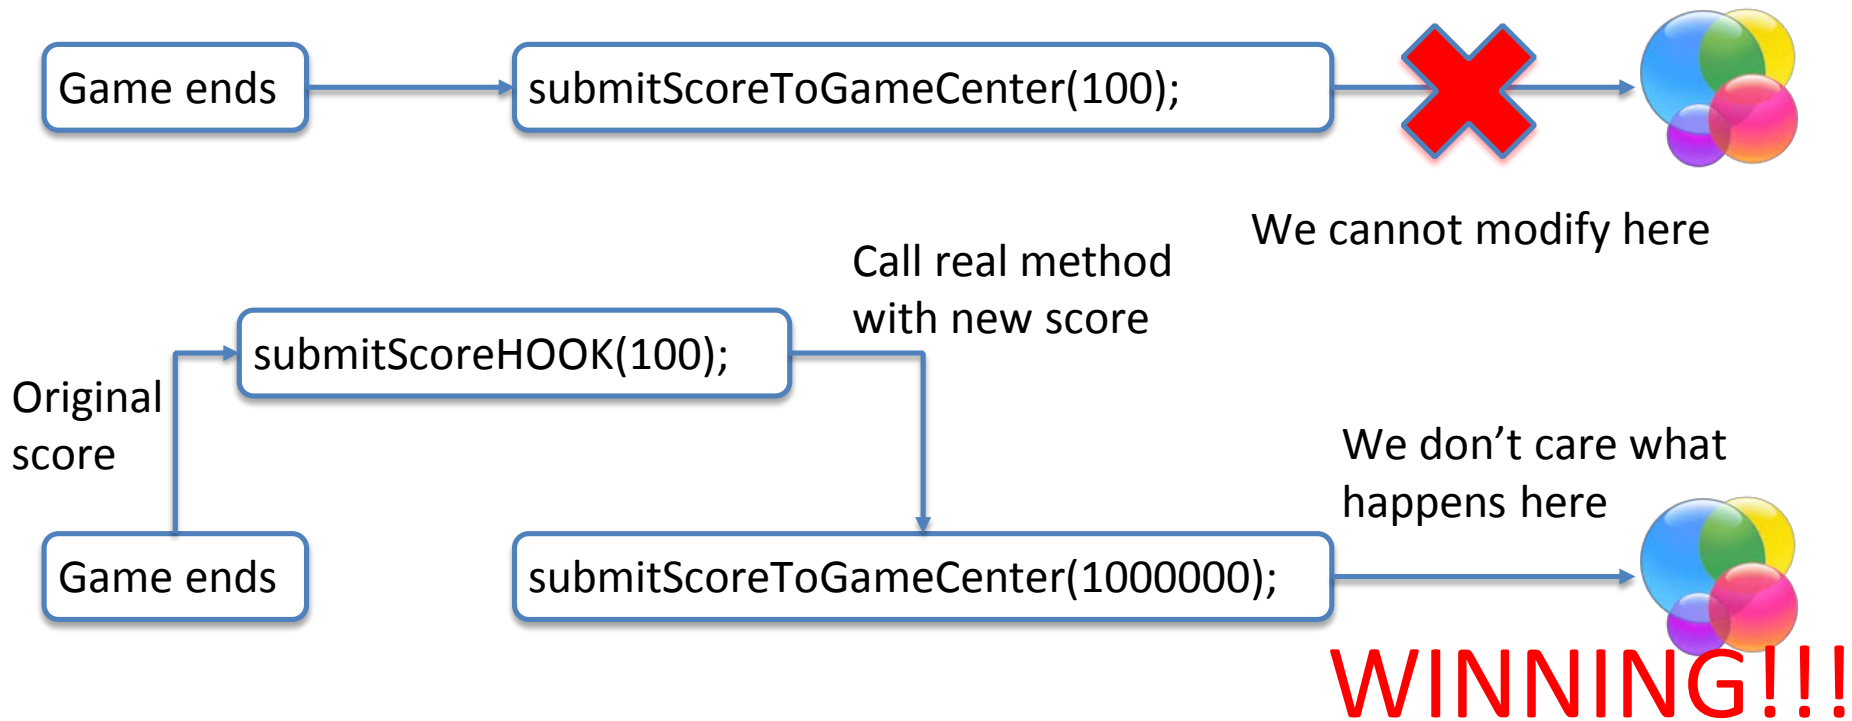 Game ends
submitScoreToGameCenter(100);
We cannot modify here
Call real method
with new score
submitScoreHOOK(100);
Original
score
We don’t care what
happens here
Game ends
submitScoreToGameCenter(1000000);
WINNING!!!